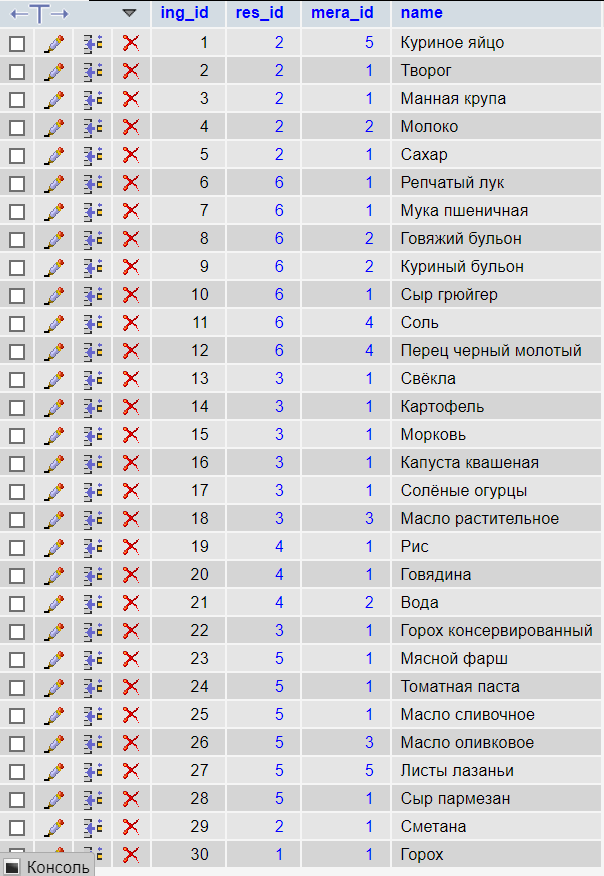 ing_id res_id mera_id name
1 2 5 Куриное яйцо
2 2 1 Творог
3 2 1 Манная крупа
4 2 2 Молоко
5 2 1 Сахар
6 6 1 Репчатый лук
7 6 1 Мука пшеничная
8 6 2 Говяжий бульон
9 6 2 Куриный бульон
10 6 1 Сыр грюйгер
11 6 4 Соль
12 6 4 Перец черный молотый
13 3 1 Свёкла
14 3 1 Картофель
15 3 1 Морковь
16 3 1 Капуста квашеная
17 3 1 Солёные огурцы
18 3 3 Масло растительное
19 4 1 Рис
20 4 1 Говядина
21 4 2 Вода
22 3 1 Горох консервированный
23 5 1 Мясной фарш
24 5 1 Томатная паста
25 5 1 Масло сливочное
26 5 3 Масло оливковое
27 5 5 Листы лазаньи
28 5 1 Сыр пармезан
29 2 1 Сметана
30 1 1 Горох
Консоль